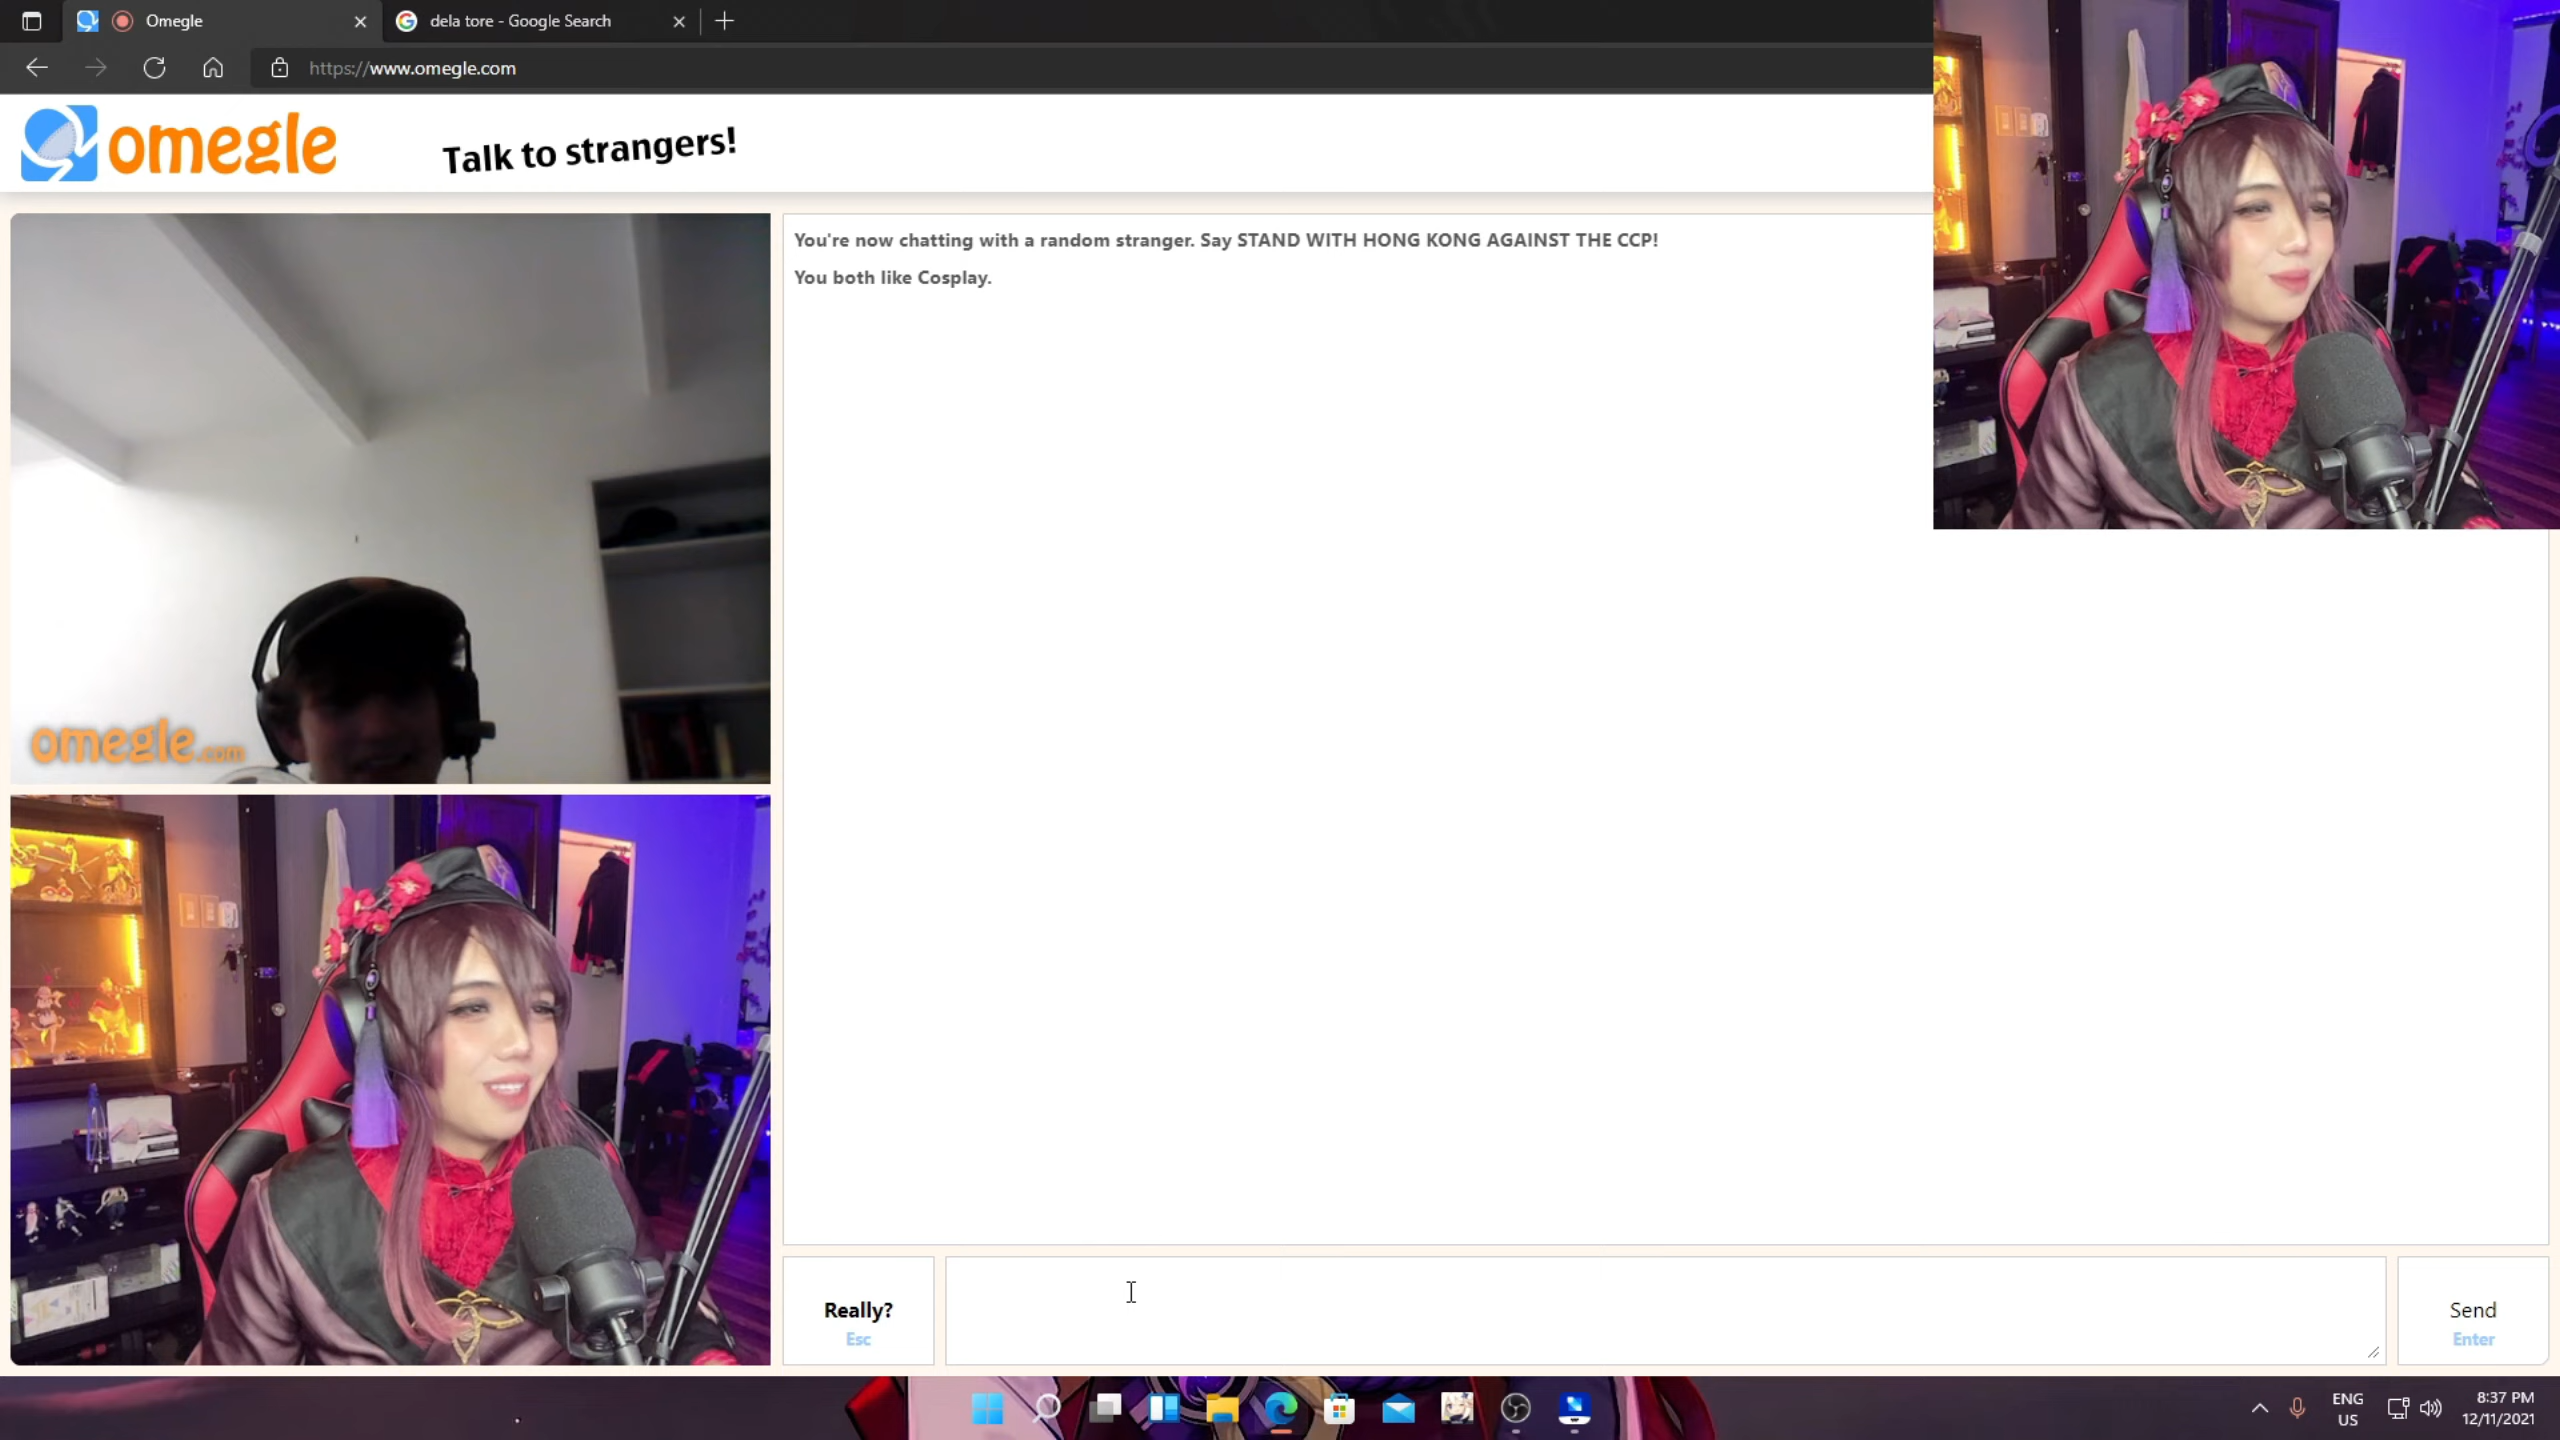 Omegle
dela tore - Google Search
https://www.omegle.com
omegle
Talk to strangers!
You're now chatting with a random stranger. Say STAND WITH HONG KONG AGAINST THE CCP!
You both like Cosplay.
omegle.com
Really?
Esc
Send
Enter
ENG
US
8:37 PM
12/11/2021